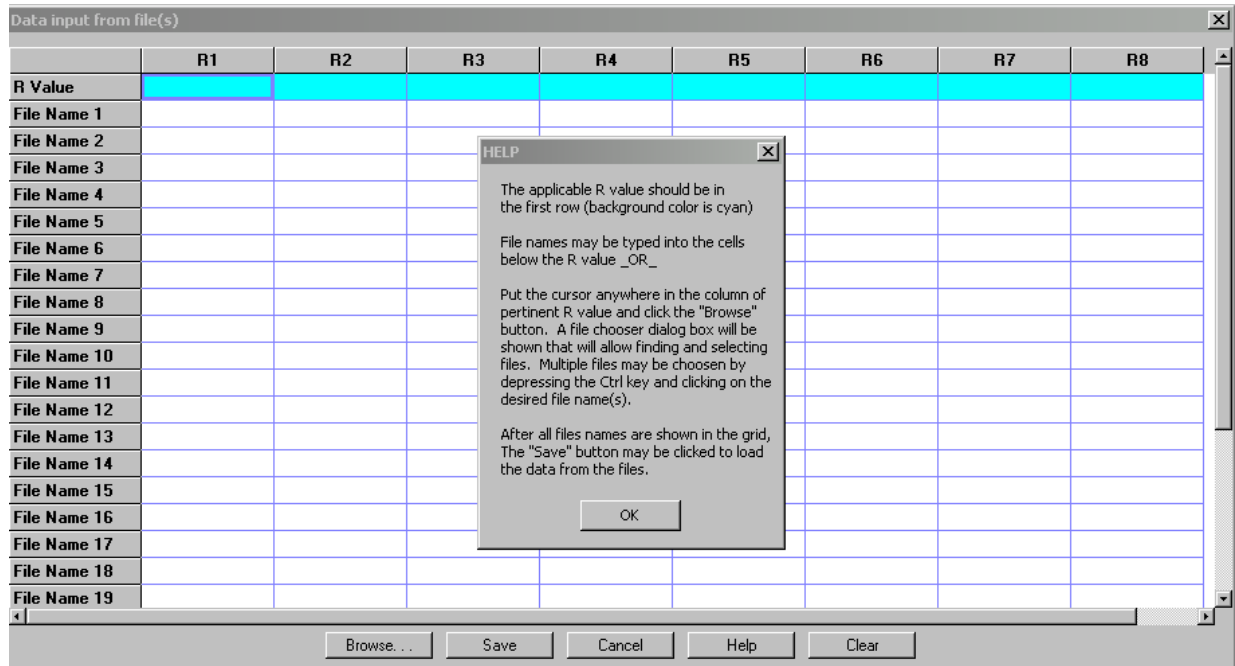 Data input from file(s)
R1 R2 R3 R4 R5 R6 R7 R8
R Value
File Name 1
File Name 2
File Name 3
File Name 4
File Name 5
File Name 6
File Name 7
File Name 8
File Name 9
File Name 10
File Name 11
File Name 12
File Name 13
File Name 14
File Name 15
File Name 16
File Name 17
File Name 18
File Name 19
HELP
The applicable R value should be in
the first row (background color is cyan)
File names may be typed into the cells
below the R value _OR_
Put the cursor anywhere in the column of
pertinent R value and click the "Browse"
button. A file chooser dialog box will be
shown that will allow finding and selecting
files. Multiple files may be choosen by
depressing the Ctrl key and clicking on the
desired file name(s).
After all files names are shown in the grid,
The "Save" button may be clicked to load
the data from the files.
OK
Browse. . . Save Cancel Help Clear